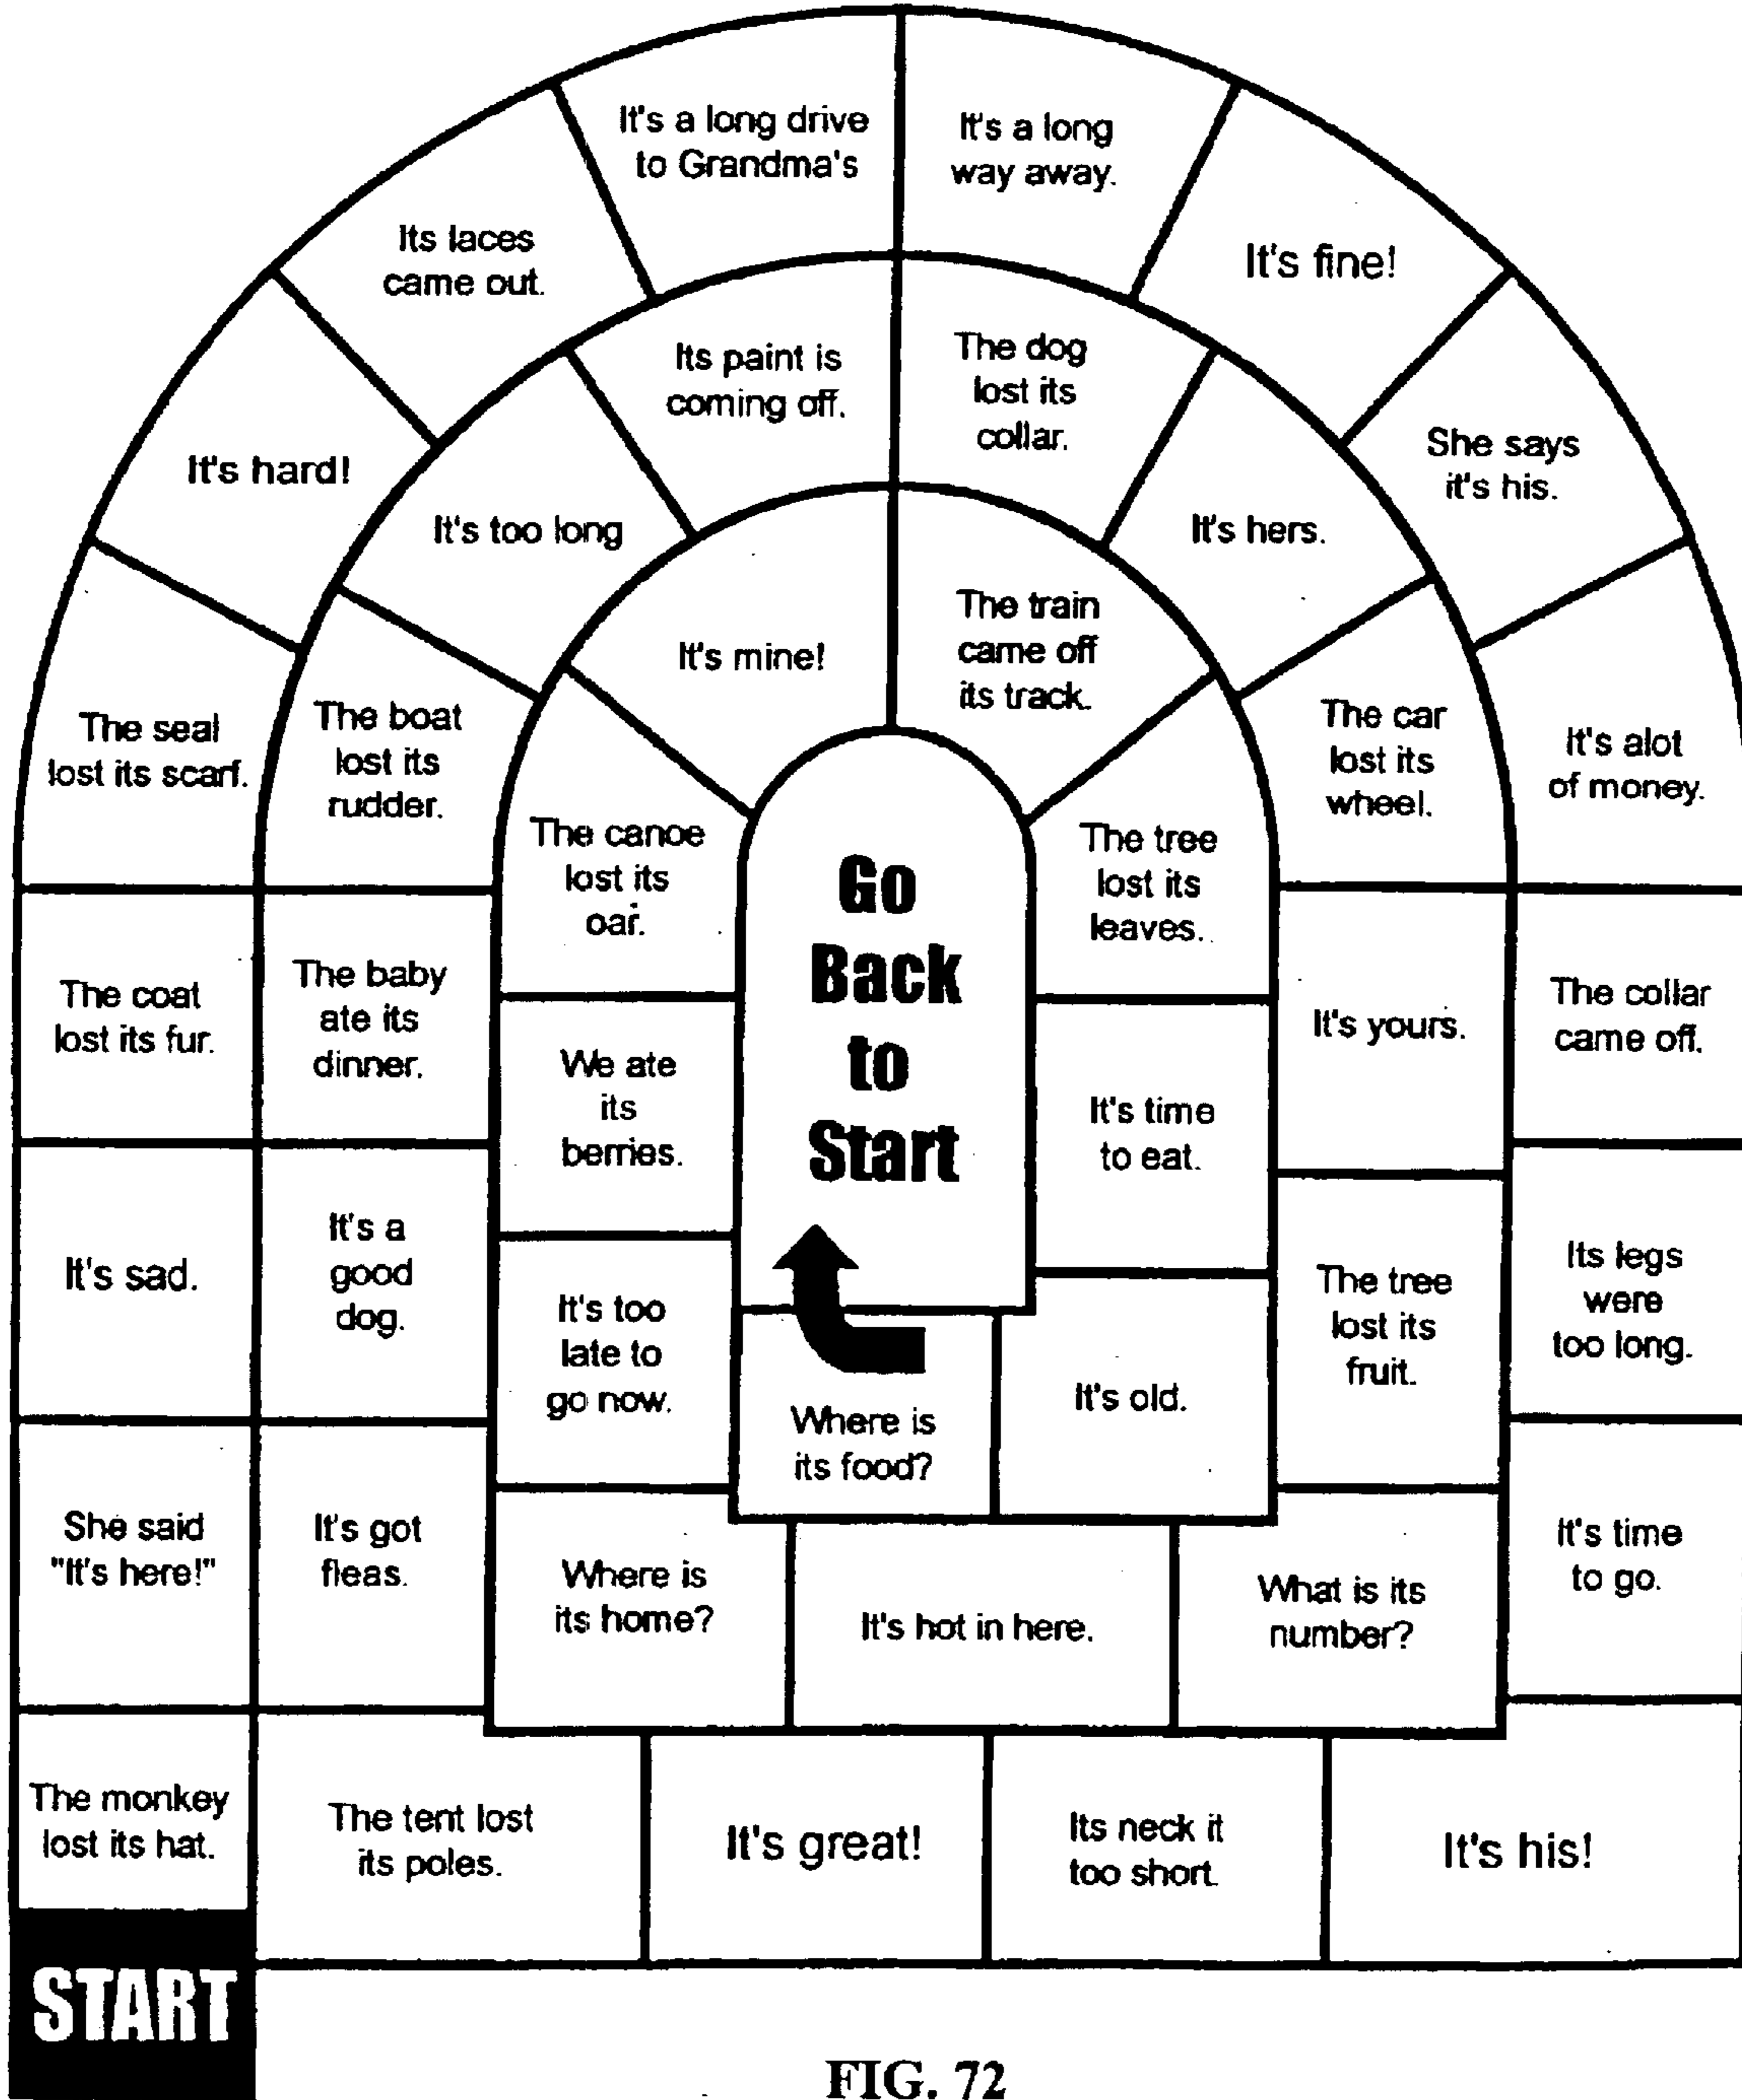 START
The monkey
lost its hat.
She said
"It's here!"
It's sad.
The coat
lost its fur.
The seal
lost its scarf.
It's hard!
Its laces
came out.
It's a long drive
to Grandma's
It's a long
way away.
It's fine!
She says
it's his.
It's alot
of money.
The collar
came off.
Its legs
were
too long.
It's time
to go.
It's his!
Its neck it
too short.
It's great!
The tent lost
its poles.
It's got
fleas.
It's a
good
dog.
The baby
ate its
dinner.
The boat
lost its
rudder.
It's too long
Its paint is
coming off.
The dog
lost its
collar.
It's hers.
The car
lost its
wheel.
It's yours.
The tree
lost its
fruit.
What is its
number?
It's hot in here.
Where is
its home?
It's too
late to
go now.
We ate
its
berries.
The canoe
lost its
oar.
It's mine!
The train
came off
its track.
The tree
lost its
leaves.
It's time
to eat.
It's old.
Where is
its food?
Go
Back
to
Start
FIG. 72